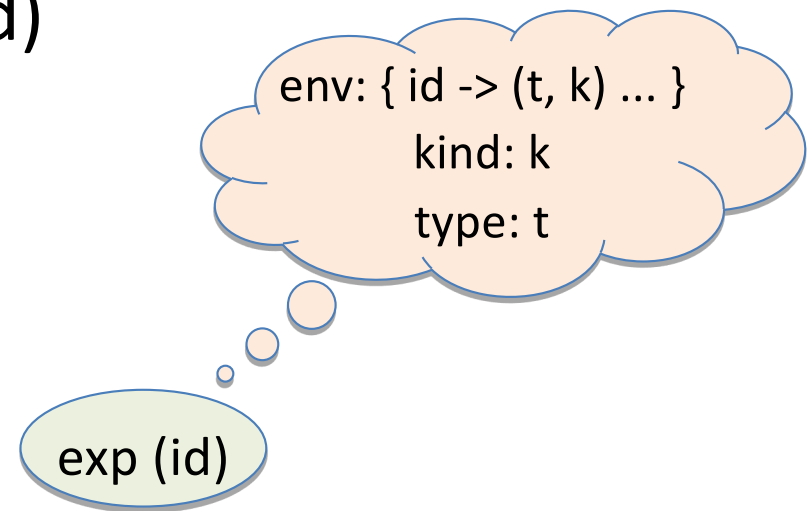 d)
env: { id -> (t, k) ... }
kind: k
type: t
exp (id)